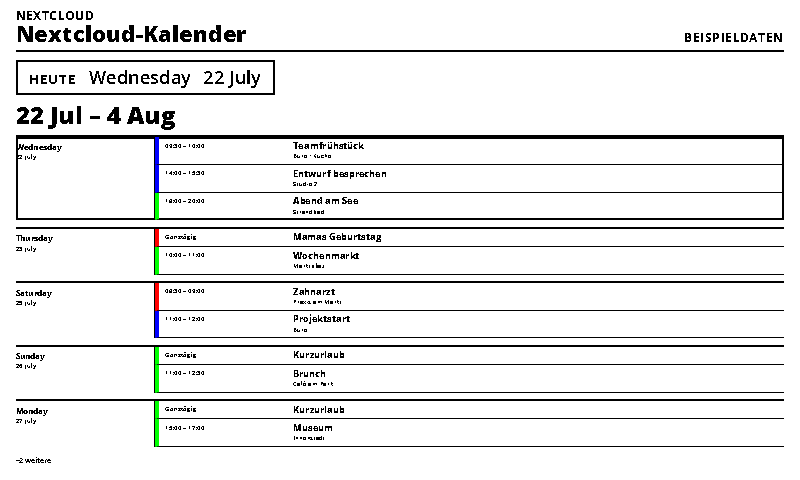 NEXTCLOUD
Nextcloud-Kalender
BEISPIELDATEN
HEUTE Wednesday 22 July
22 Jul – 4 Aug
Wednesday
22 July
09:30 – 10:00 Teamfrühstück
Büro · Küche
14:00 – 15:30 Entwurf besprechen
Studio 2
18:00 – 20:00 Abend am See
Strandbad
Thursday
23 July
Ganztägig Mamas Geburtstag
10:00 – 11:00 Wochenmarkt
Marktplatz
Saturday
25 July
08:30 – 09:00 Zahnarzt
Praxis am Markt
11:00 – 12:00 Projektstart
Büro
Sunday
26 July
Ganztägig Kurzurlaub
11:00 – 12:30 Brunch
Café am Park
Monday
27 July
Ganztägig Kurzurlaub
15:00 – 17:00 Museum
Innenstadt
+2 weitere